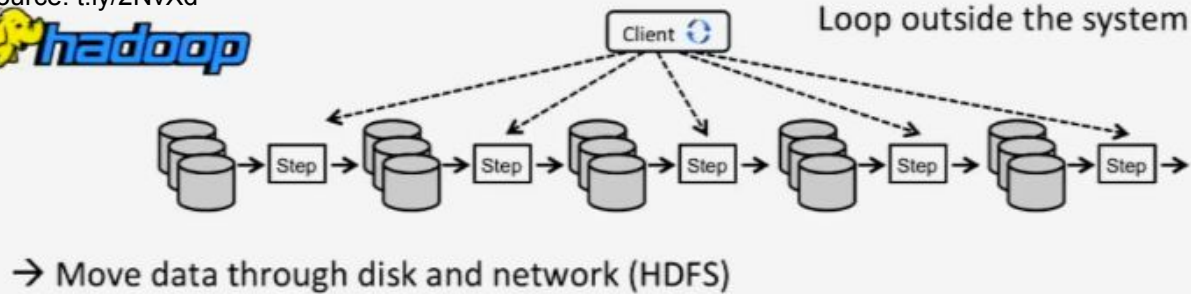 hadoop
Client
Loop outside the system
Step
Step
Step
Step
Step
→ Move data through disk and network (HDFS)